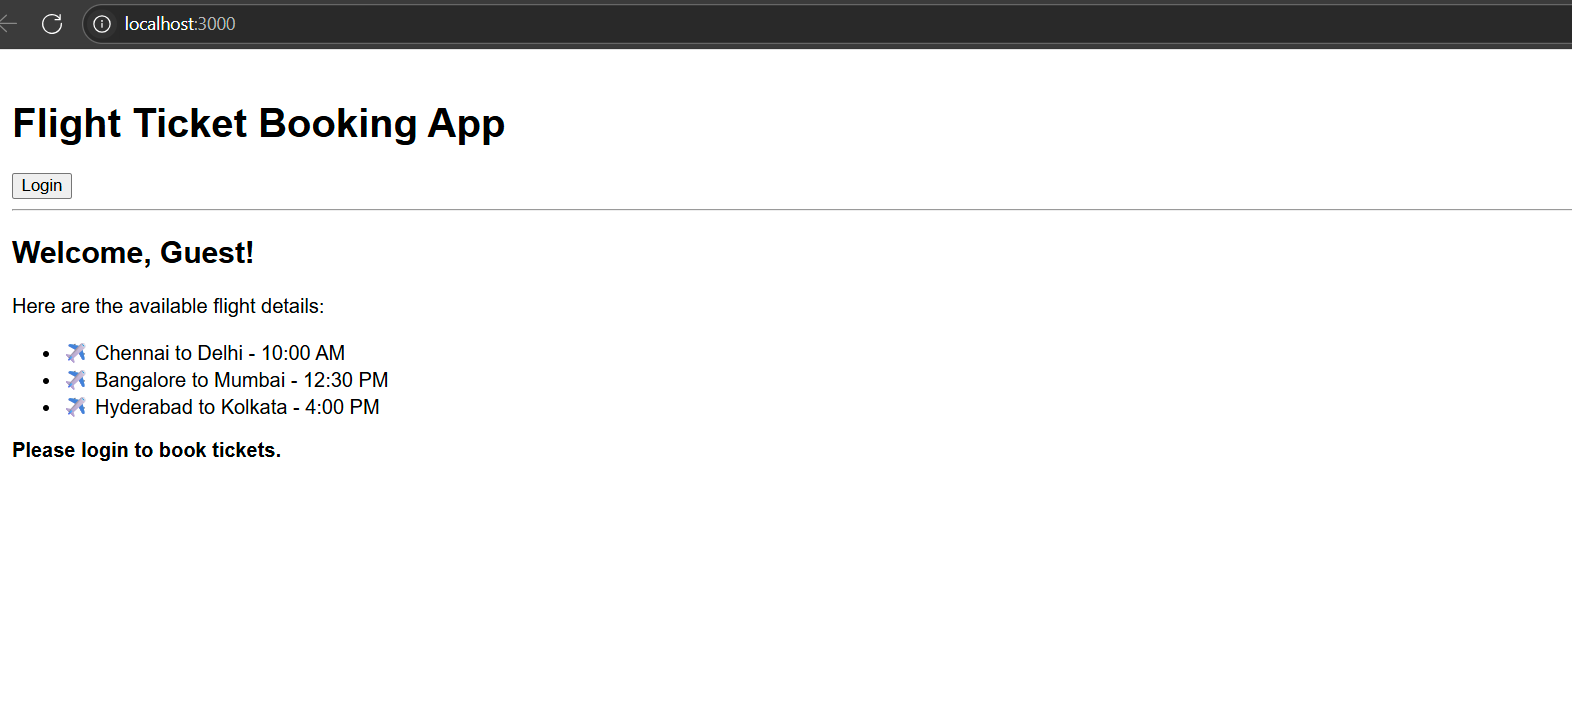 localhost:3000
Flight Ticket Booking App
Login
Welcome, Guest!
Here are the available flight details:
• ✈️ Chennai to Delhi - 10:00 AM
• ✈️ Bangalore to Mumbai - 12:30 PM
• ✈️ Hyderabad to Kolkata - 4:00 PM
Please login to book tickets.